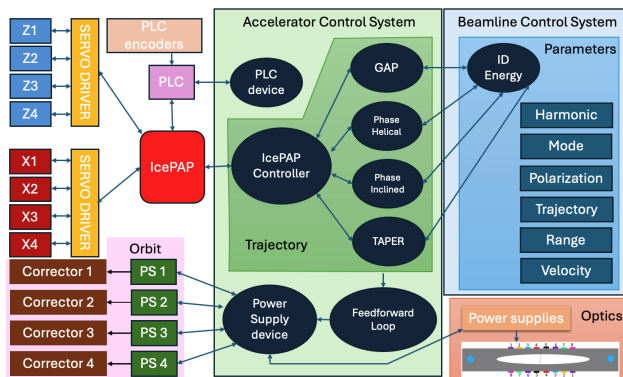 Accelerator Control System
Beamline Control System
Z1
Z2
Z3
Z4
SERVO DRIVER
PLC
encoders
PLC
PLC
device
GAP
ID
Energy
Parameters
Phase
Helical
Harmonic
Mode
Polarization
Trajectory
Range
Velocity
X1
X2
X3
X4
SERVO DRIVER
IcePAP
IcePAP
Controller
Phase
Inclined
TAPER
Trajectory
Orbit
Corrector 1
PS 1
Corrector 2
PS 2
Corrector 3
PS 3
Corrector 4
PS 4
Power
Supply
device
Feedforward
Loop
Power supplies
Optics